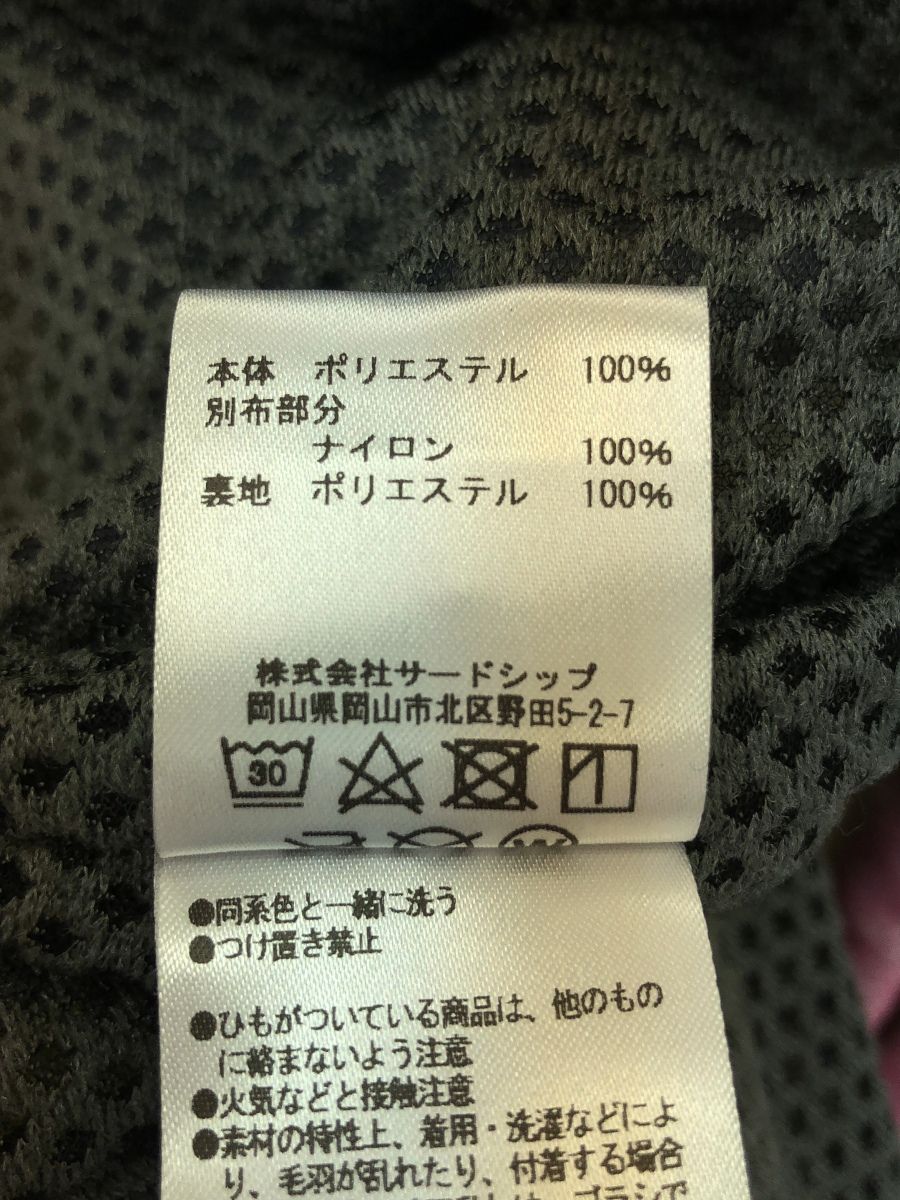 本体 ポリエステル 100%
別布部分
ナイロン 100%
裏地 ポリエステル 100%
株式会社サードシップ
岡山県岡山市北区野田5-2-7
30
●同系色と一緒に洗う
●つけ置き禁止
●ひもがついている商品は、他のもの
に絡まないよう注意
●火気などと接触注意
●素材の特性上、着用・洗濯などによ
り、毛羽が乱れたり、付着する場合
ブラシで